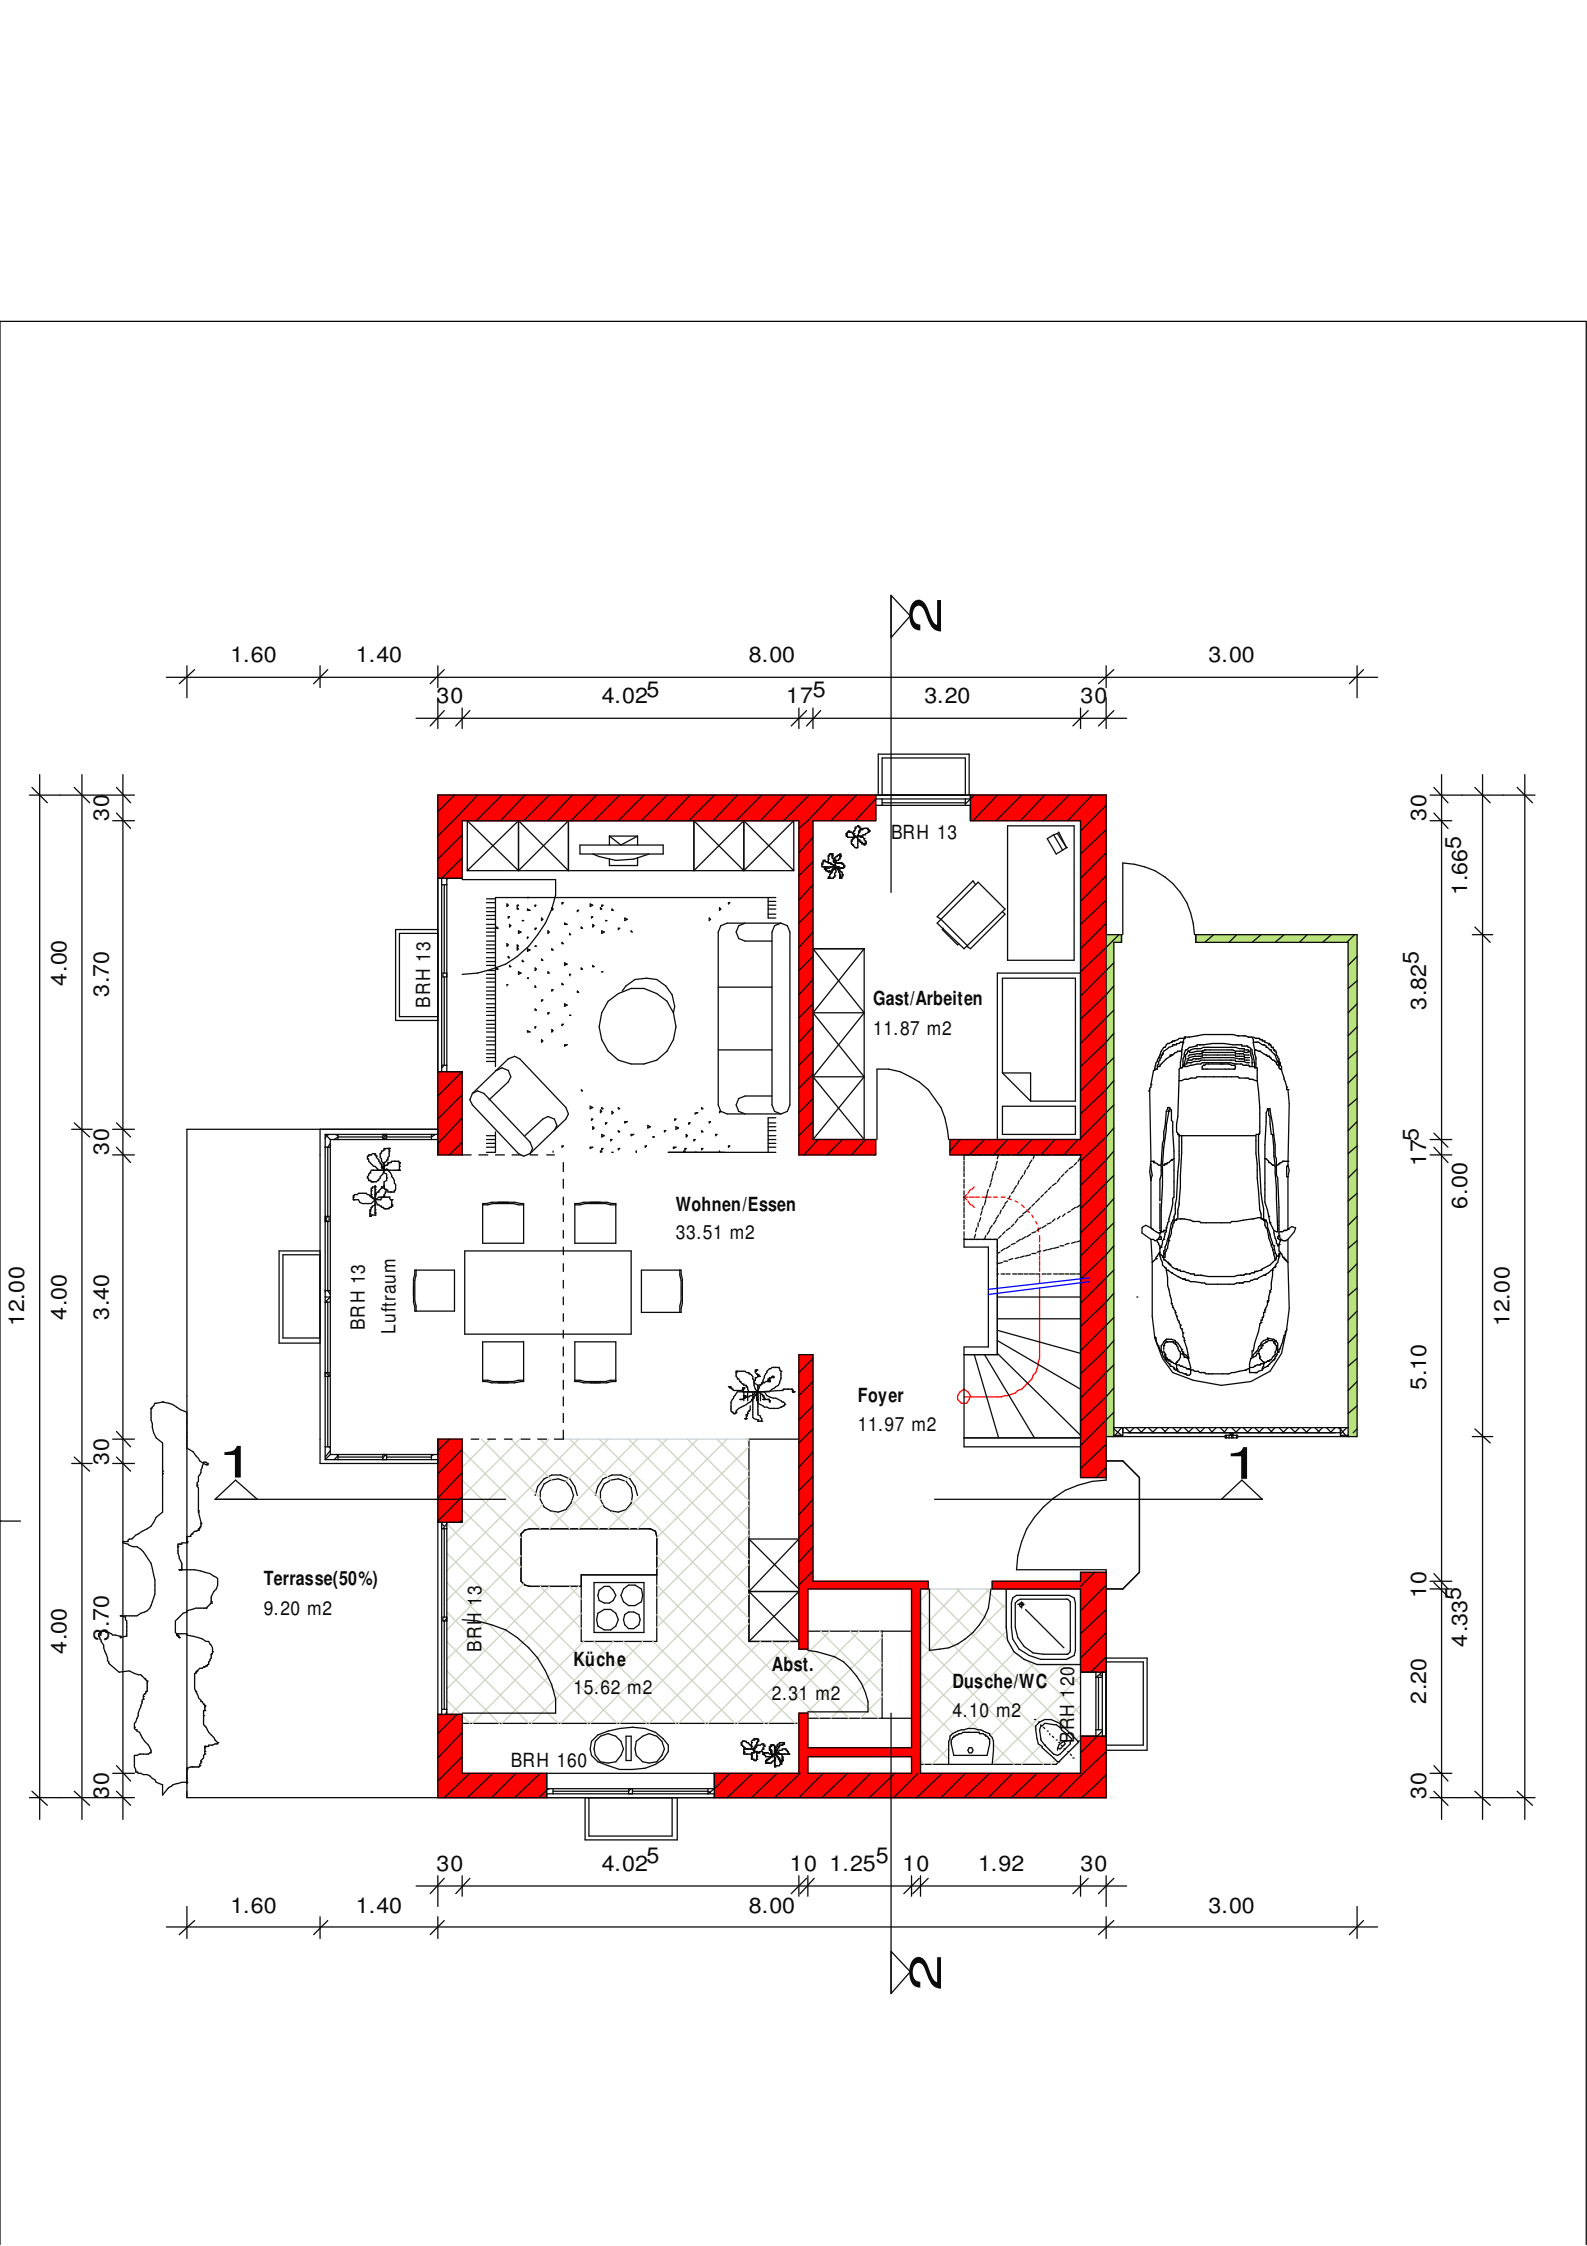 2
1.60 1.40 8.00 3.00
30 4.02⁵ 17⁵ 3.20 30
30
30
BRH 13
1.66⁵
4.00
3.70
BRH 13
3.82⁵
Gast/Arbeiten
11.87 m2
30
17⁵
6.00
Wohnen/Essen
33.51 m2
12.00
4.00
3.40
BRH 13
Luftraum
12.00
5.10
Foyer
11.97 m2
30
1
1
Terrasse(50%)
9.20 m2
4.00
3.70
BRH 13
10
4.33⁵
Küche
15.62 m2
Abst.
2.31 m2
Dusche/WC
4.10 m2
BRH 120
2.20
BRH 160
30
30
30 4.02⁵ 10 1.25⁵ 10 1.92 30
1.60 1.40 8.00 3.00
2